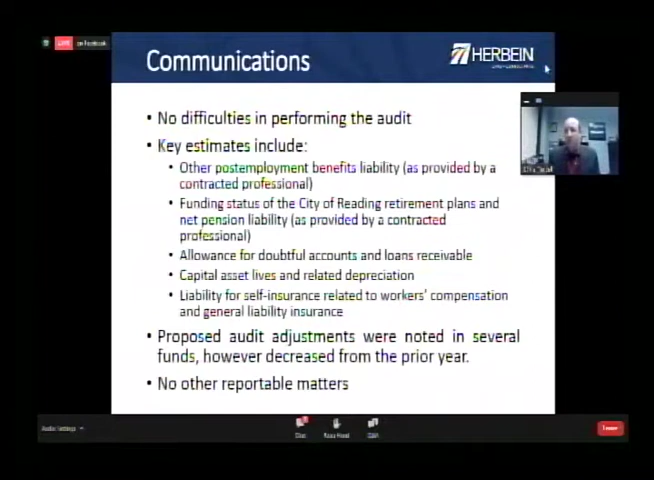 LIVE on Facebook
Communications
HERBEIN
• No difficulties in performing the audit
• Key estimates include:
• Other postemployment benefits liability (as provided by a
contracted professional)
• Funding status of the City of Reading retirement plans and
net pension liability (as provided by a contracted
professional)
• Allowance for doubtful accounts and loans receivable
• Capital asset lives and related depreciation
• Liability for self-insurance related to workers' compensation
and general liability insurance
• Proposed audit adjustments were noted in several
funds, however decreased from the prior year.
• No other reportable matters
Audio Settings
Chat
Raise Hand
Q&A
Leave